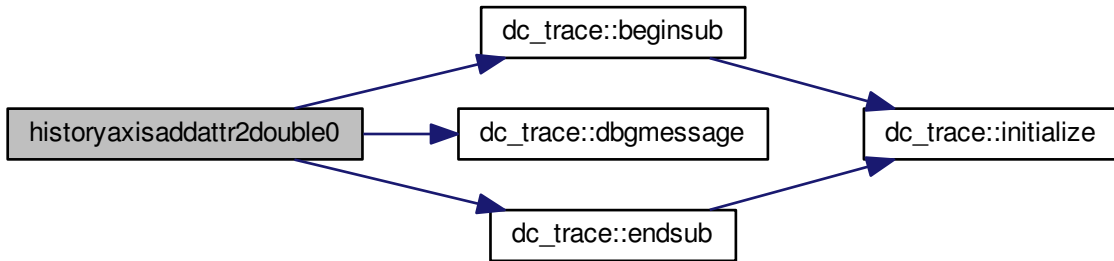 dc_trace::beginsub
historyaxisaddattr2double0
dc_trace::dbgmessage
dc_trace::initialize
dc_trace::endsub